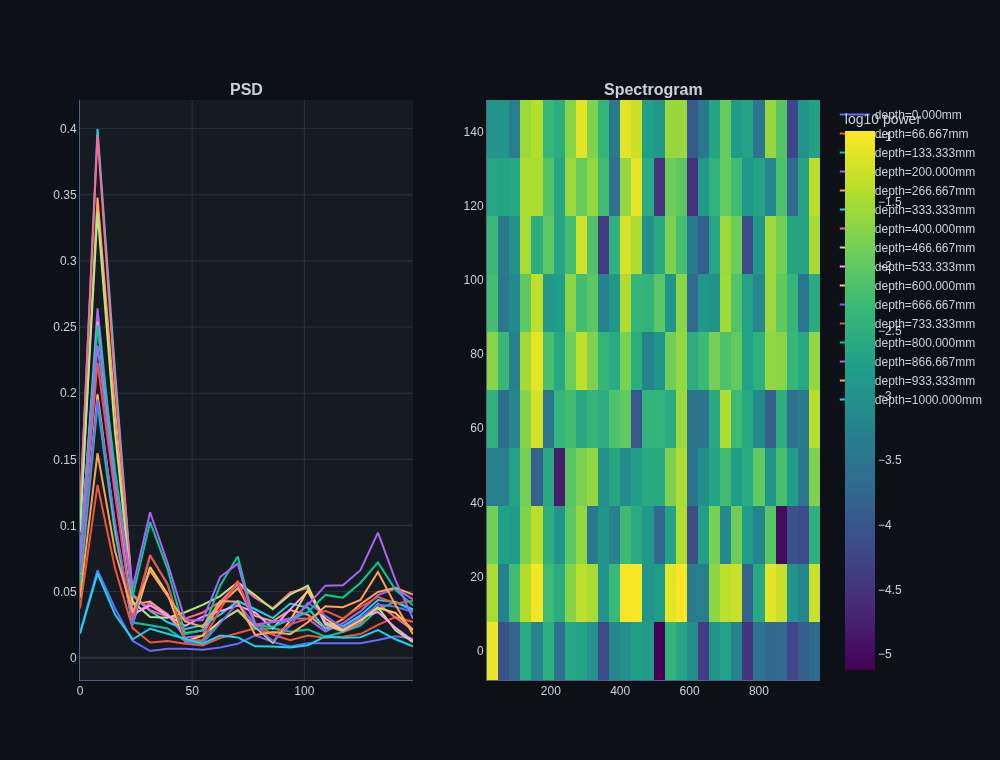 PSD
Spectrogram
0.4
0.35
0.3
0.25
0.2
0.15
0.1
0.05
0
0
50
100
140
120
100
80
60
40
20
0
200
400
600
800
log10 power
−1
−1.5
−2
−2.5
−3
−3.5
−4
−4.5
−5
depth=0.000mm
depth=66.667mm
depth=133.333mm
depth=200.000mm
depth=266.667mm
depth=333.333mm
depth=400.000mm
depth=466.667mm
depth=533.333mm
depth=600.000mm
depth=666.667mm
depth=733.333mm
depth=800.000mm
depth=866.667mm
depth=933.333mm
depth=1000.000mm